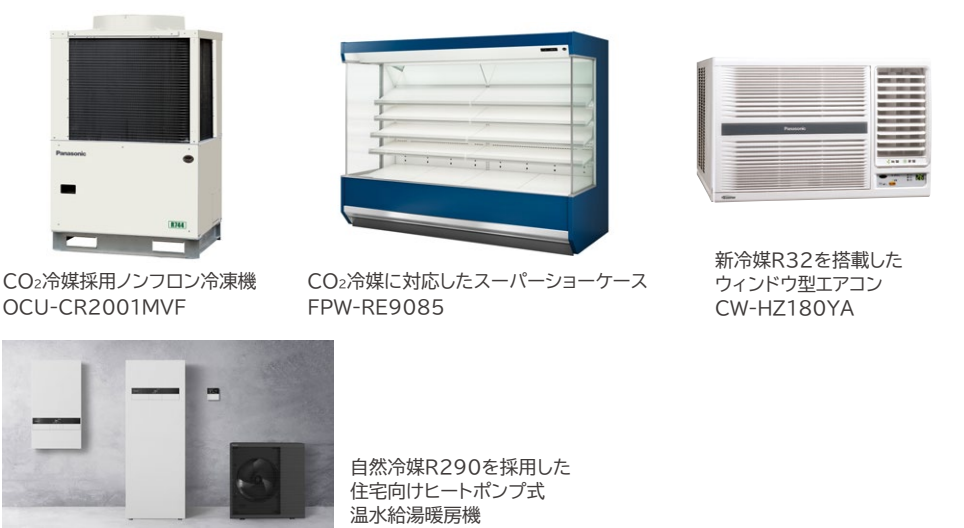 Panasonic
R744
Panasonic
CO₂冷媒採用ノンフロン冷凍機
OCU-CR2001MVF
CO₂冷媒に対応したスーパーショーケース
FPW-RE9085
新冷媒R32を搭載した
ウィンドウ型エアコン
CW-HZ180YA
自然冷媒R290を採用した
住宅向けヒートポンプ式
温水給湯暖房機